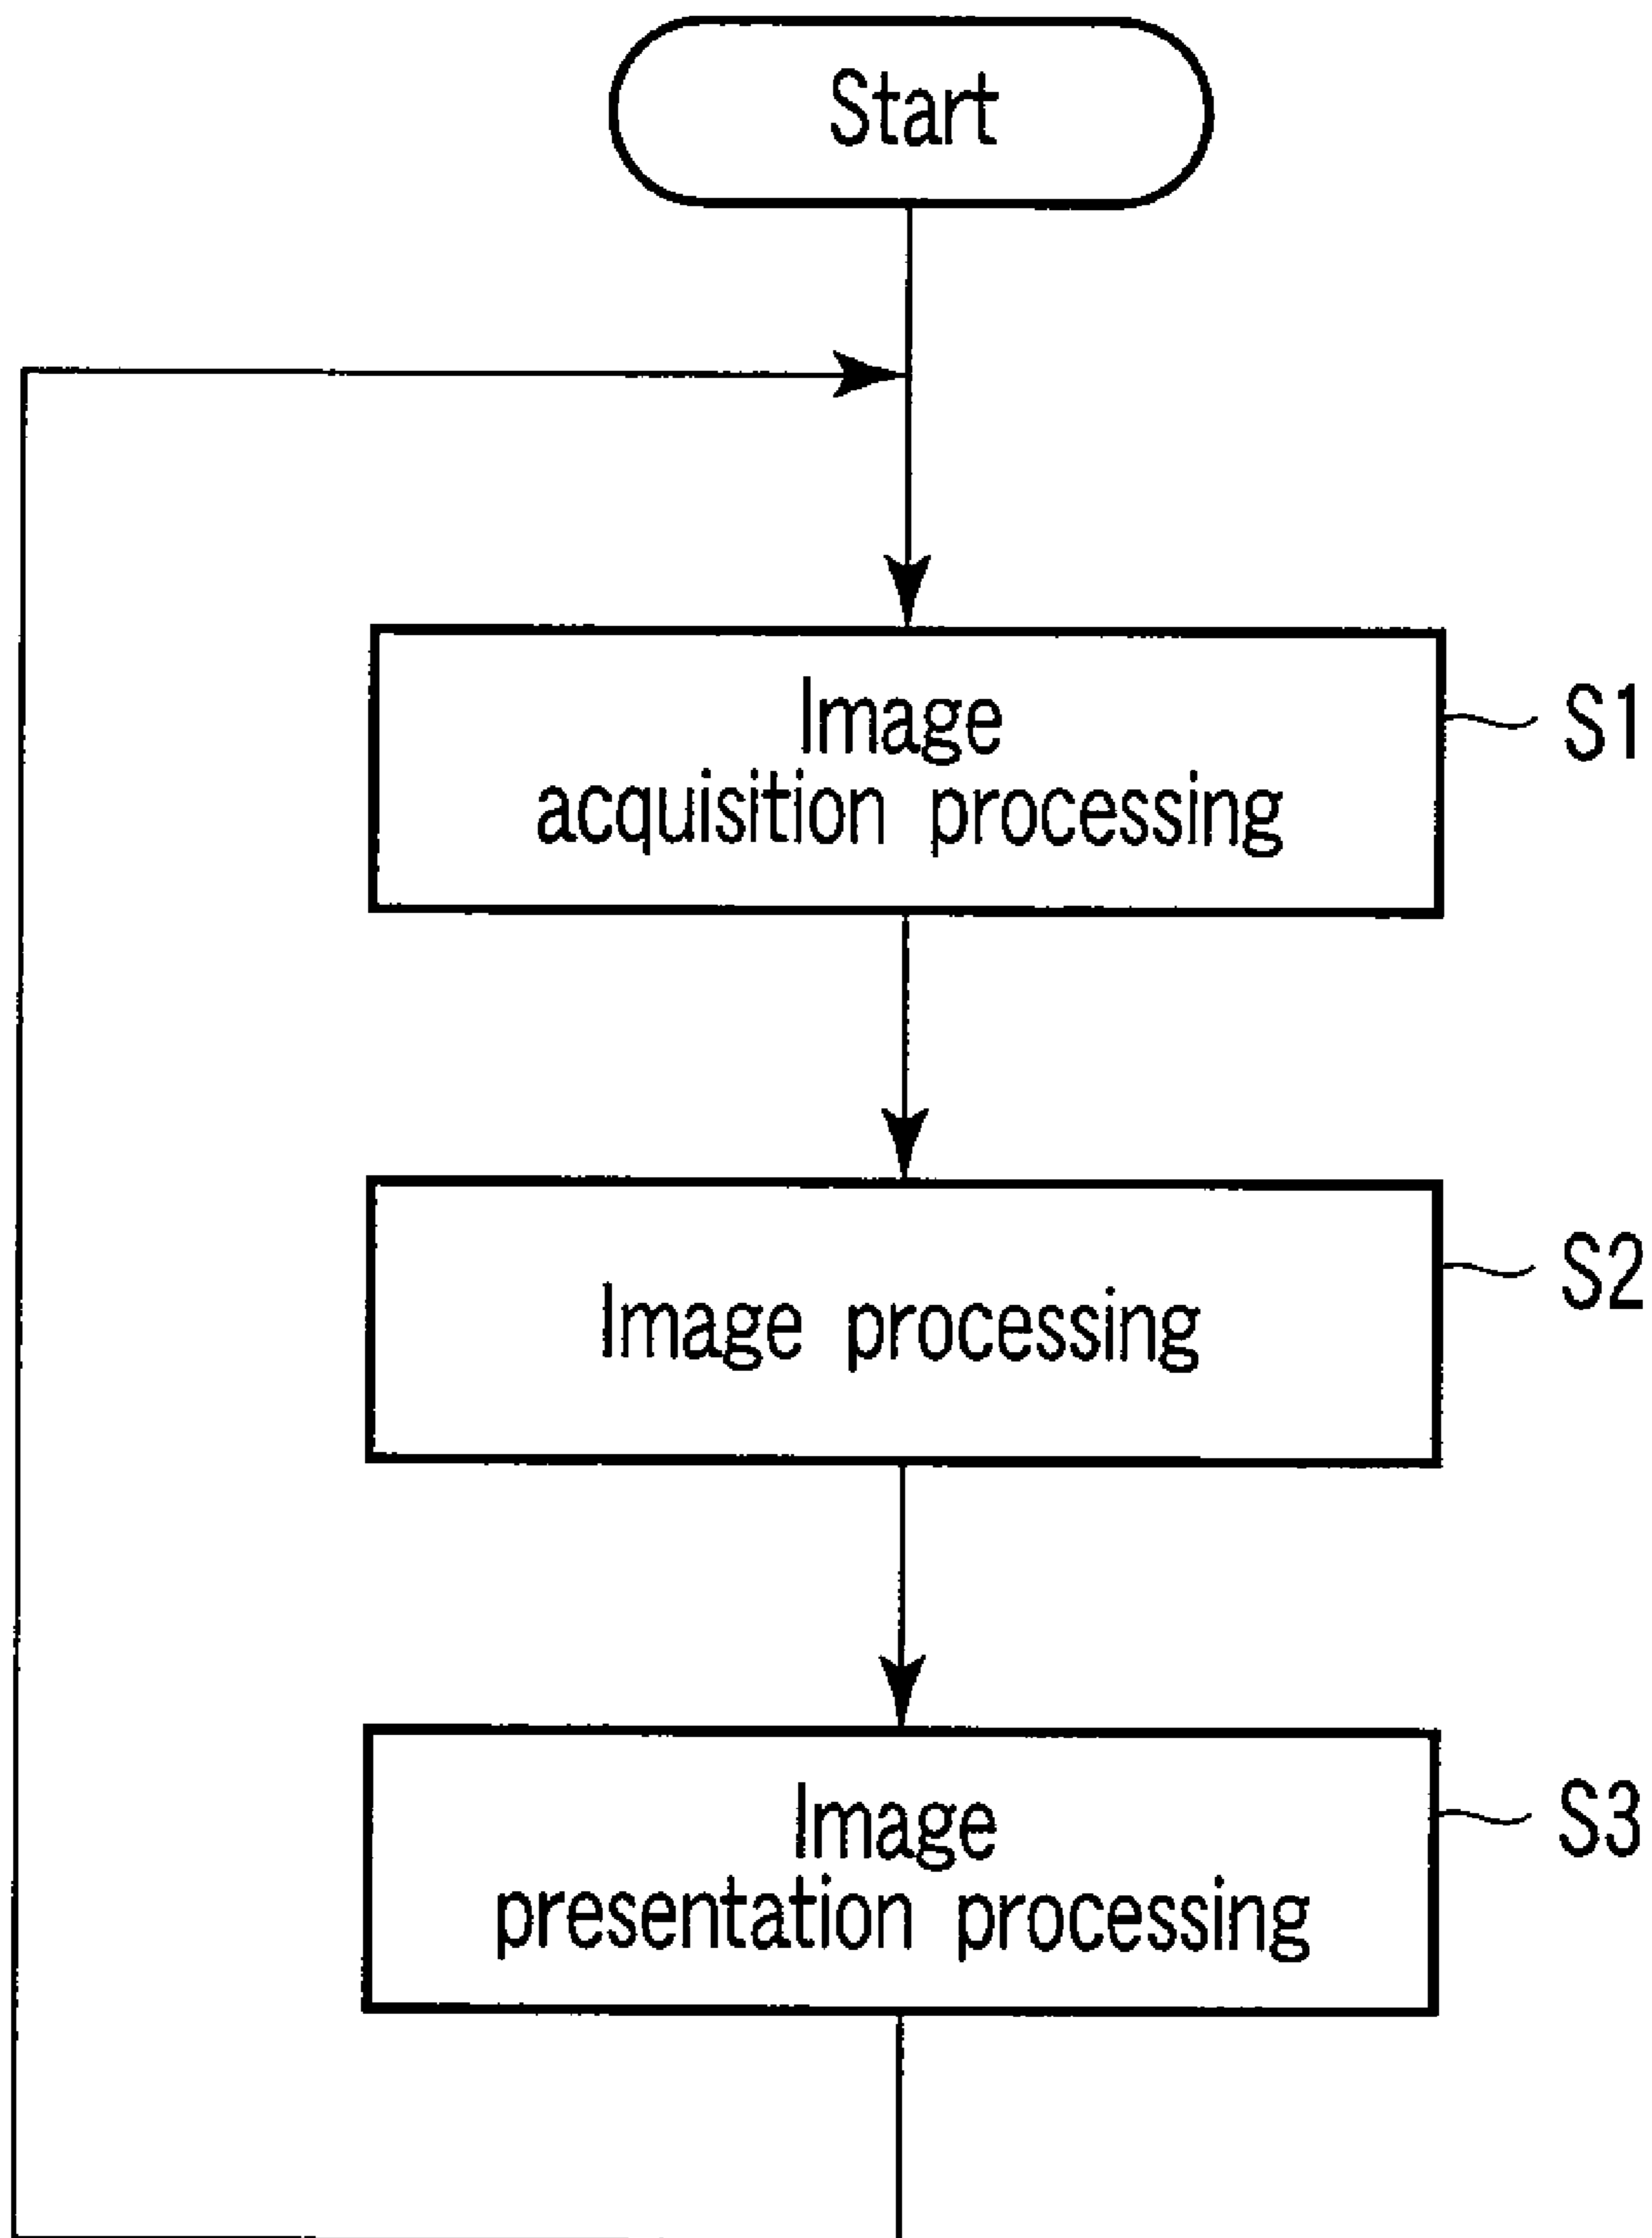 Start
Image
acquisition processing
S1
Image processing
S2
Image
presentation processing
S3